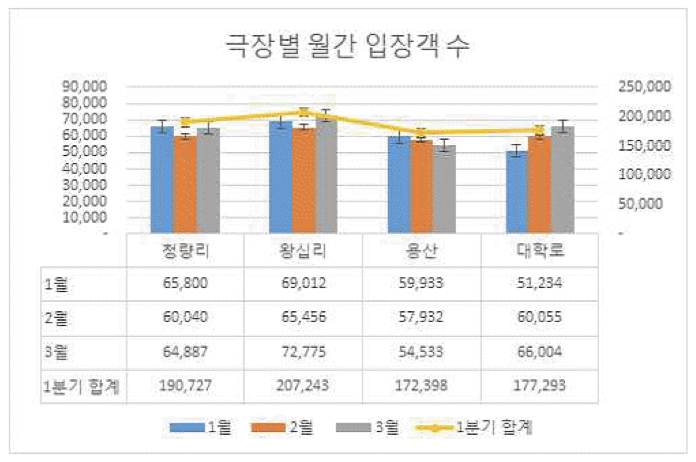 극장별 월간 입장객 수
90,000
80,000
70,000
60,000
50,000
40,000
30,000
20,000
10,000
-
250,000
200,000
150,000
100,000
50,000
-
청량리 왕십리 용산 대학로
1월 65,800 69,012 59,933 51,234
2월 60,040 65,456 57,932 60,055
3월 64,887 72,775 54,533 66,004
1분기 합계 190,727 207,243 172,398 177,293
1월 2월 3월 1분기 합계